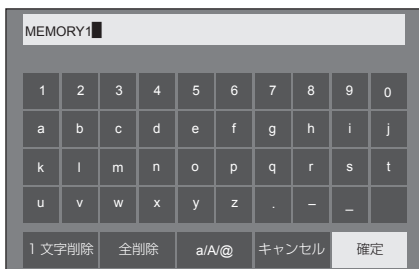 MEMORY1
1 2 3 4 5 6 7 8 9 0
a b c d e f g h i j
k l m n o p q r s t
u v w x y z . – _
1文字削除 全削除 a/A/@ キャンセル 確定